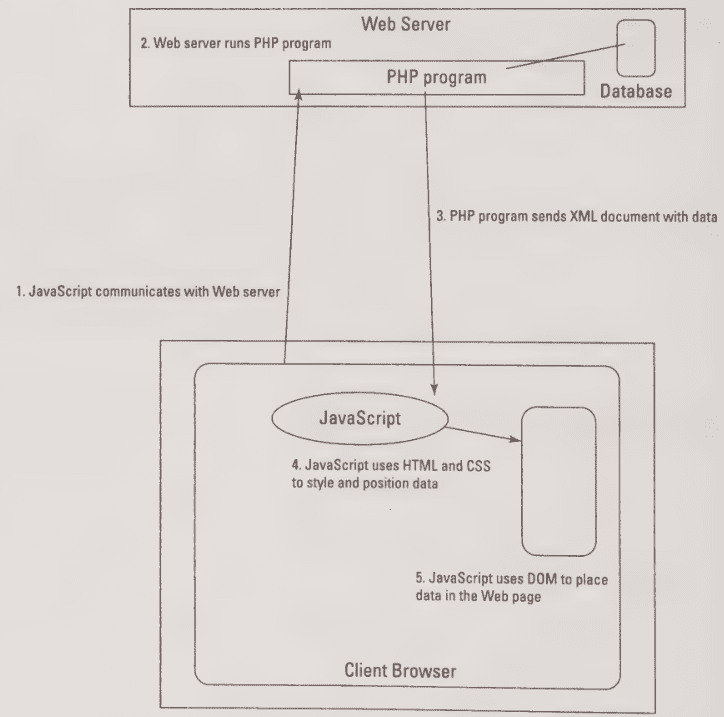 Web Server
2. Web server runs PHP program
PHP program
Database
3. PHP program sends XML document with data
1. JavaScript communicates with Web server
JavaScript
4. JavaScript uses HTML and CSS
to style and position data
5. JavaScript uses DOM to place
data in the Web page
Client Browser